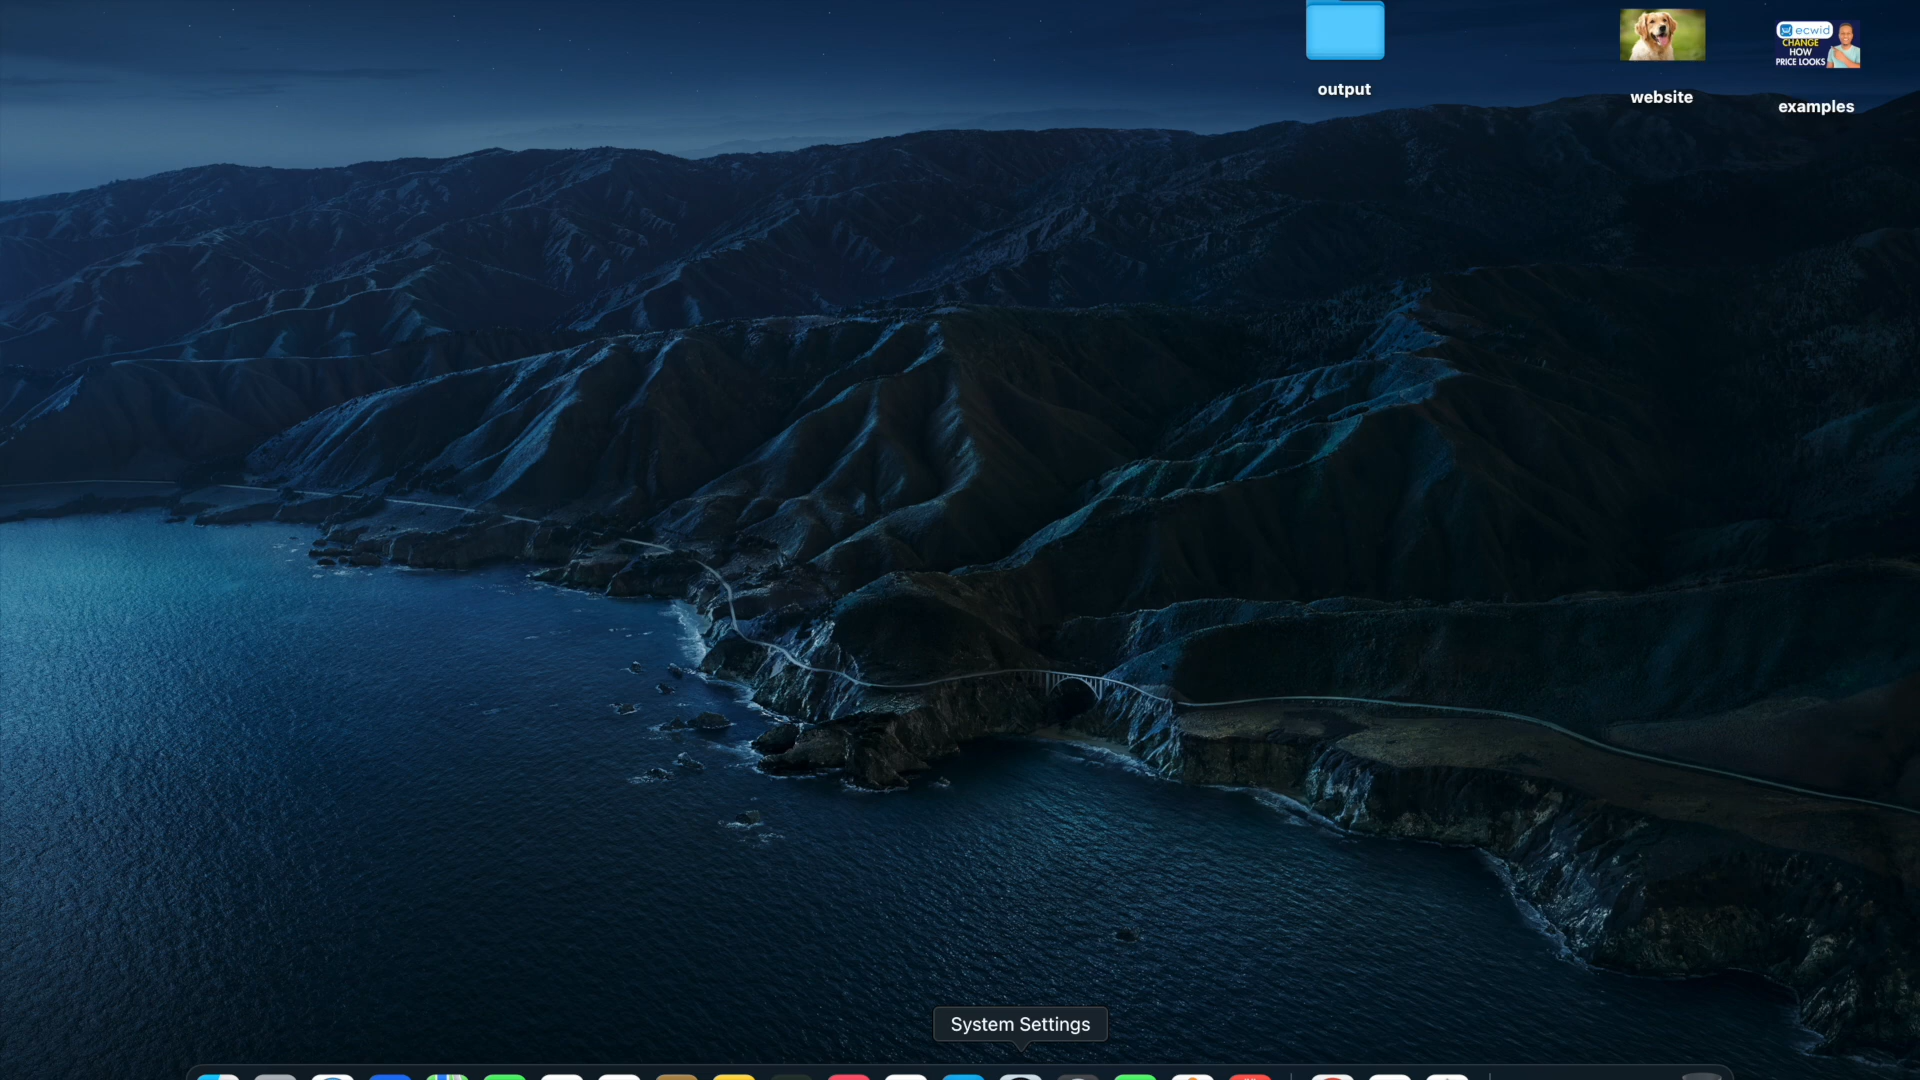 output
website
ecwid
CHANGE
HOW
PRICE LOOKS
examples
System Settings